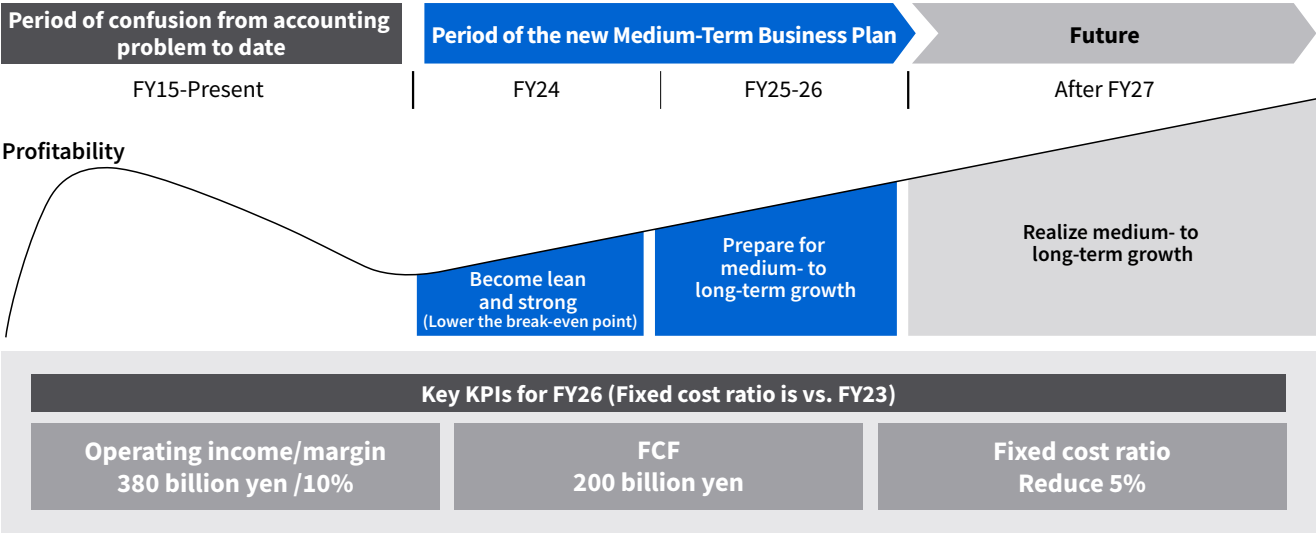 Period of confusion from accounting
problem to date
Period of the new Medium-Term Business Plan
Future
FY15-Present
FY24
FY25-26
After FY27
Profitability
Become lean
and strong
(Lower the break-even point)
Prepare for
medium- to
long-term growth
Realize medium- to
long-term growth
Key KPIs for FY26 (Fixed cost ratio is vs. FY23)
Operating income/margin
380 billion yen /10%
FCF
200 billion yen
Fixed cost ratio
Reduce 5%